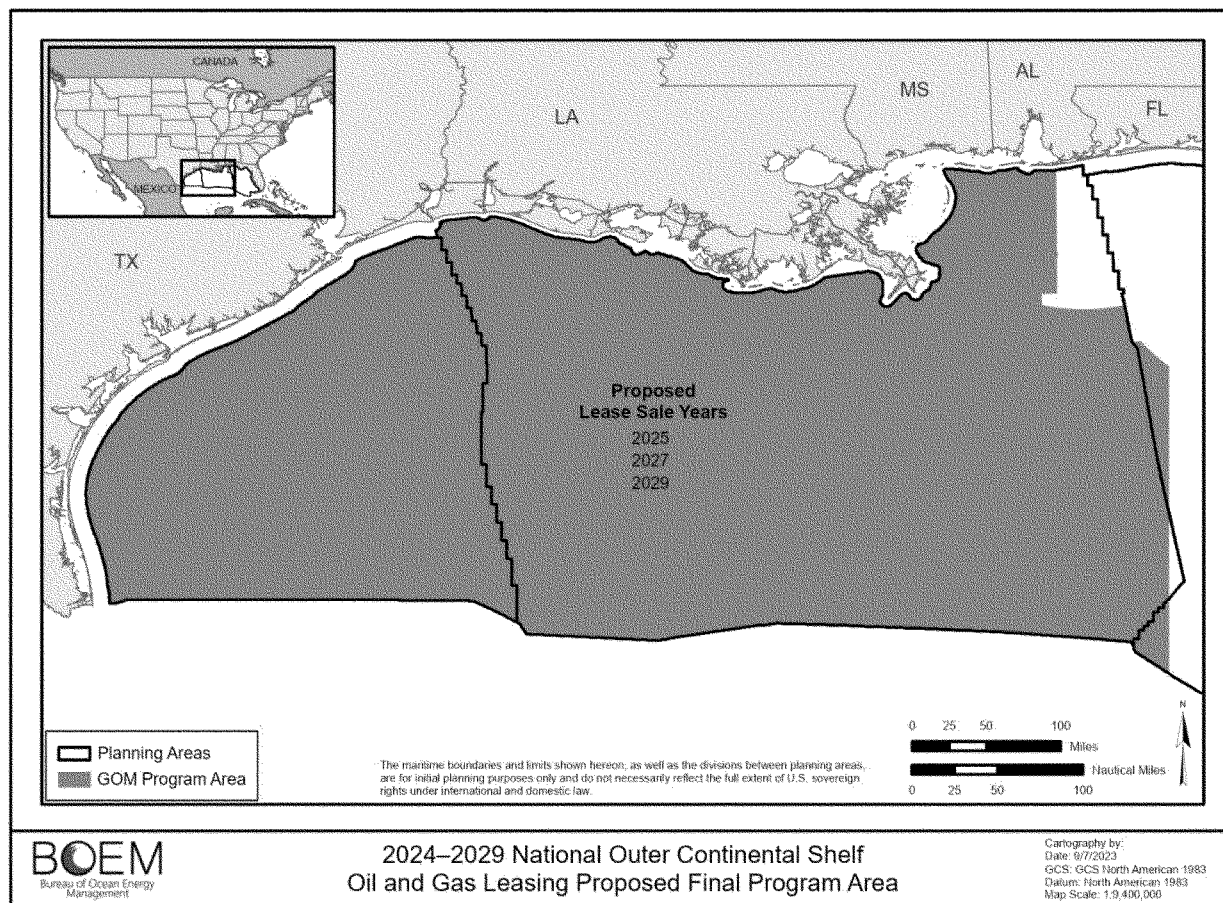 CANADA
MEXICO
TX
LA
MS
AL
FL
Proposed
Lease Sale Years
2025
2027
2029
Planning Areas
GOM Program Area
The maritime boundaries and limits shown hereon, as well as the divisions between planning areas,
are for initial planning purposes only and do not necessarily reflect the full extent of U.S. sovereign
rights under international and domestic law.
0 25 50 100
Miles
Nautical Miles
0 25 50 100
N
BOEM
Bureau of Ocean Energy
Management
2024–2029 National Outer Continental Shelf
Oil and Gas Leasing Proposed Final Program Area
Cartography by:
Date: 9/7/2023
GCS: GCS North American 1983
Datum: North American 1983
Map Scale: 1:9,400,000